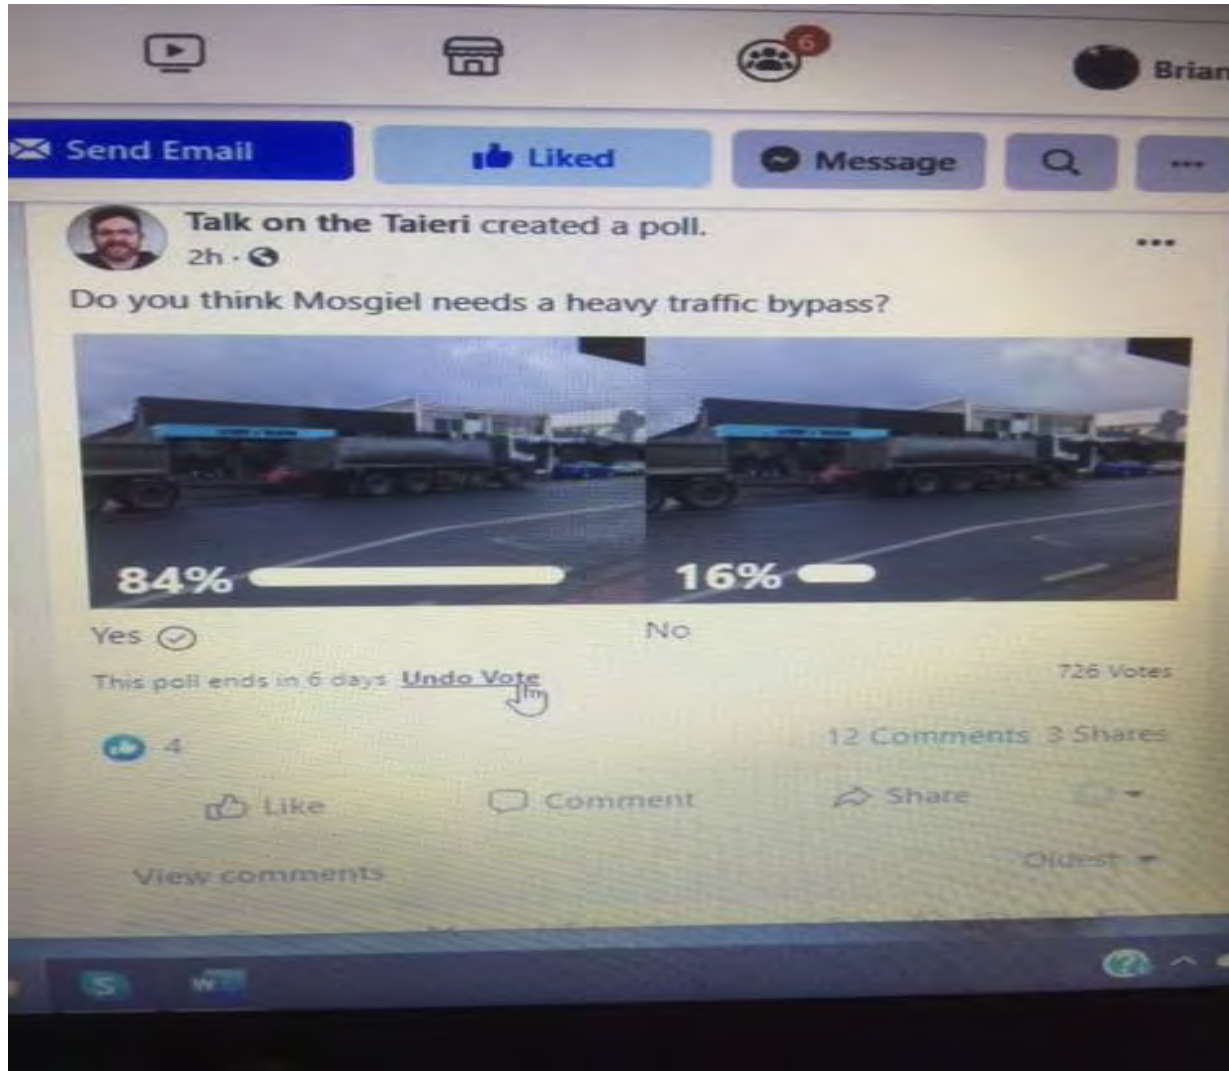 6
Brian
Send Email
Liked
Message
Talk on the Taieri created a poll.
2h ·
Do you think Mosgiel needs a heavy traffic bypass?
84%
16%
Yes
No
This poll ends in 6 days Undo Vote
726 Votes
4
12 Comments 3 Shares
Like
Comment
Share
Oldest
View comments
S
W